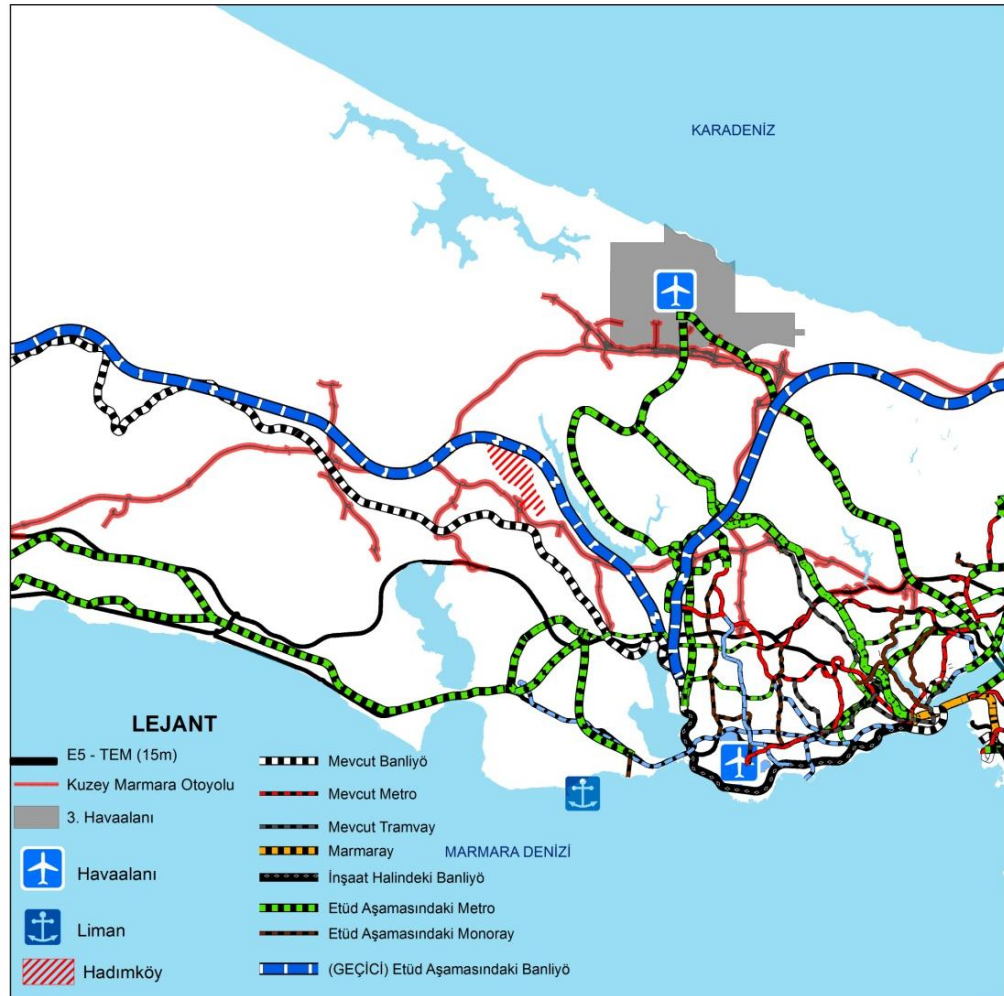 KARADENİZ
LEJANT
E5 - TEM (15m)
Kuzey Marmara Otoyolu
3. Havaalanı
Havaalanı
Liman
Hadımköy
Mevcut Banliyö
Mevcut Metro
Mevcut Tramvay
Marmaray
MARMARA DENİZİ
İnşaat Halindeki Banliyö
Etüd Aşamasındaki Metro
Etüd Aşamasındaki Monoray
(GEÇİCİ) Etüd Aşamasındaki Banliyö